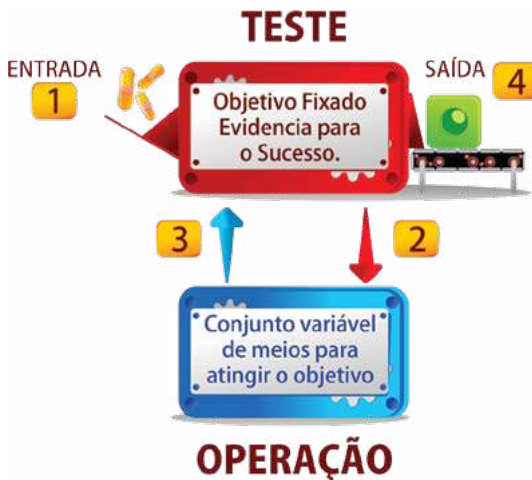 TESTE
ENTRADA
1
K
Objetivo Fixado
Evidencia para
o Sucesso.
SAÍDA
4
3
2
Conjunto variável
de meios para
atingir o objetivo
OPERAÇÃO